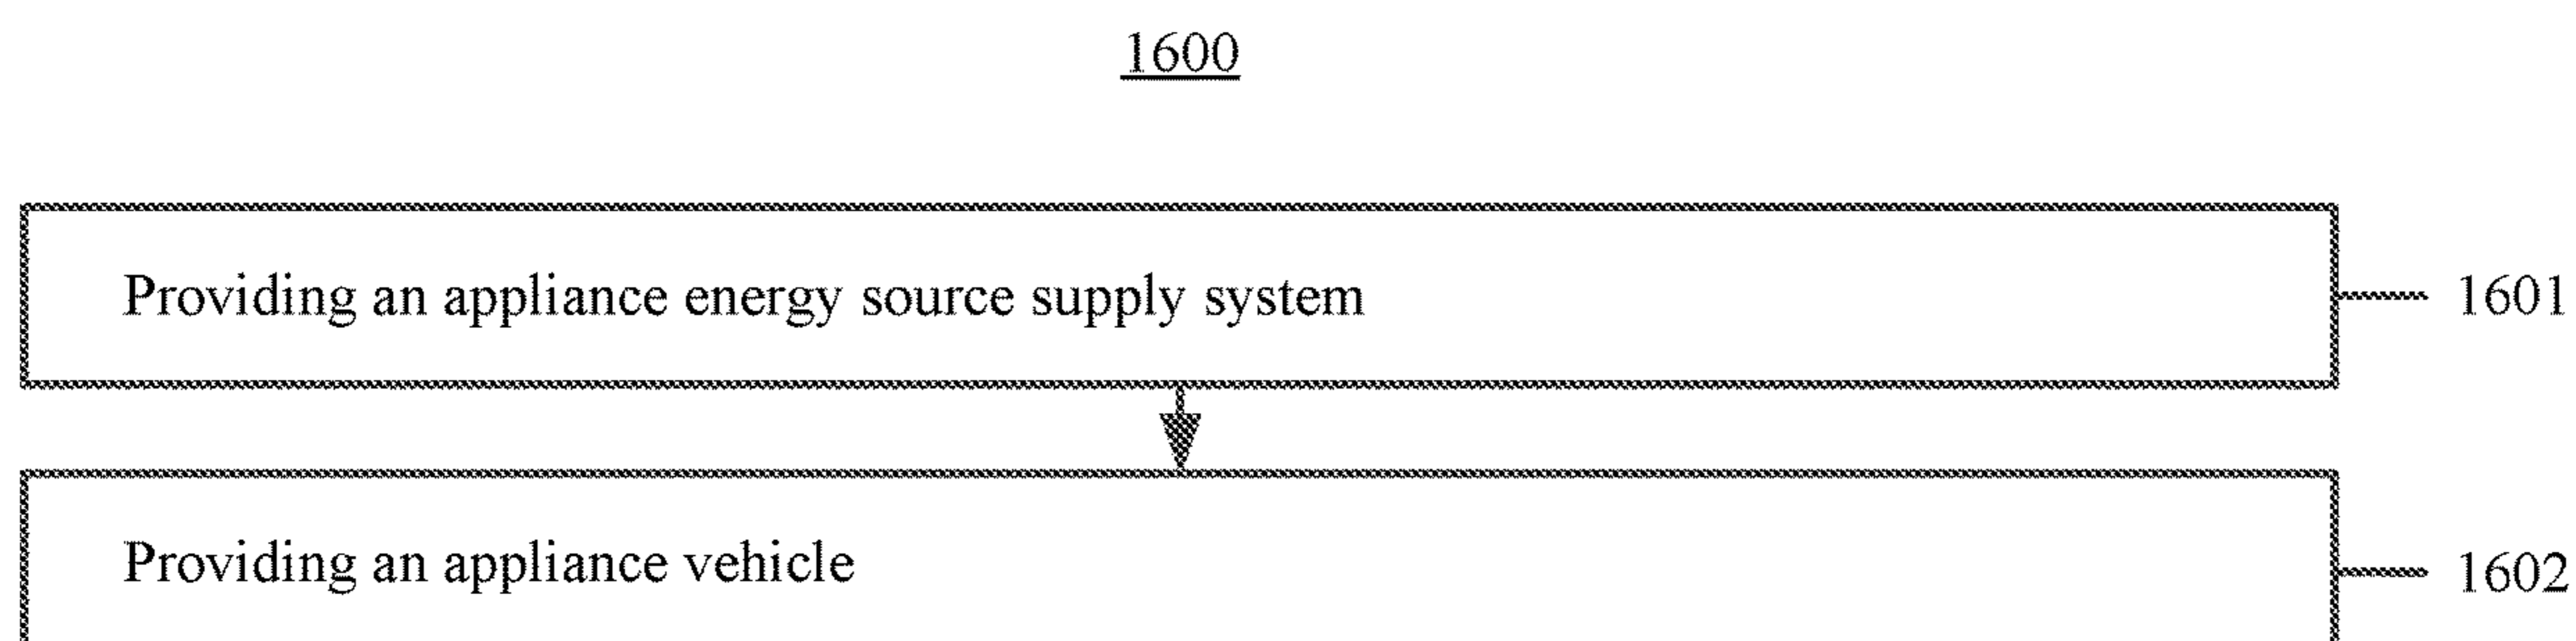 1600
Providing an appliance energy source supply system
1601
Providing an appliance vehicle
1602